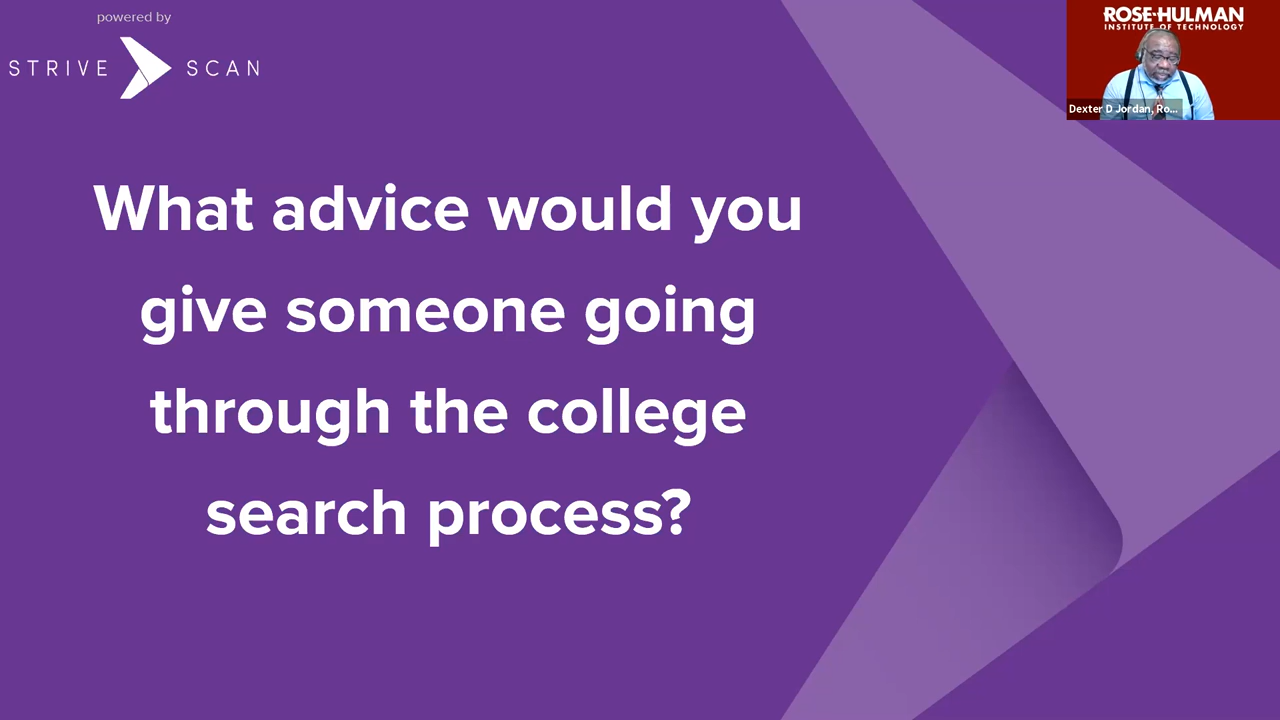 powered by
STRIVE SCAN
ROSE-HULMAN
INSTITUTE OF TECHNOLOGY
Dexter D Jordan, Ro...
What advice would you
give someone going
through the college
search process?